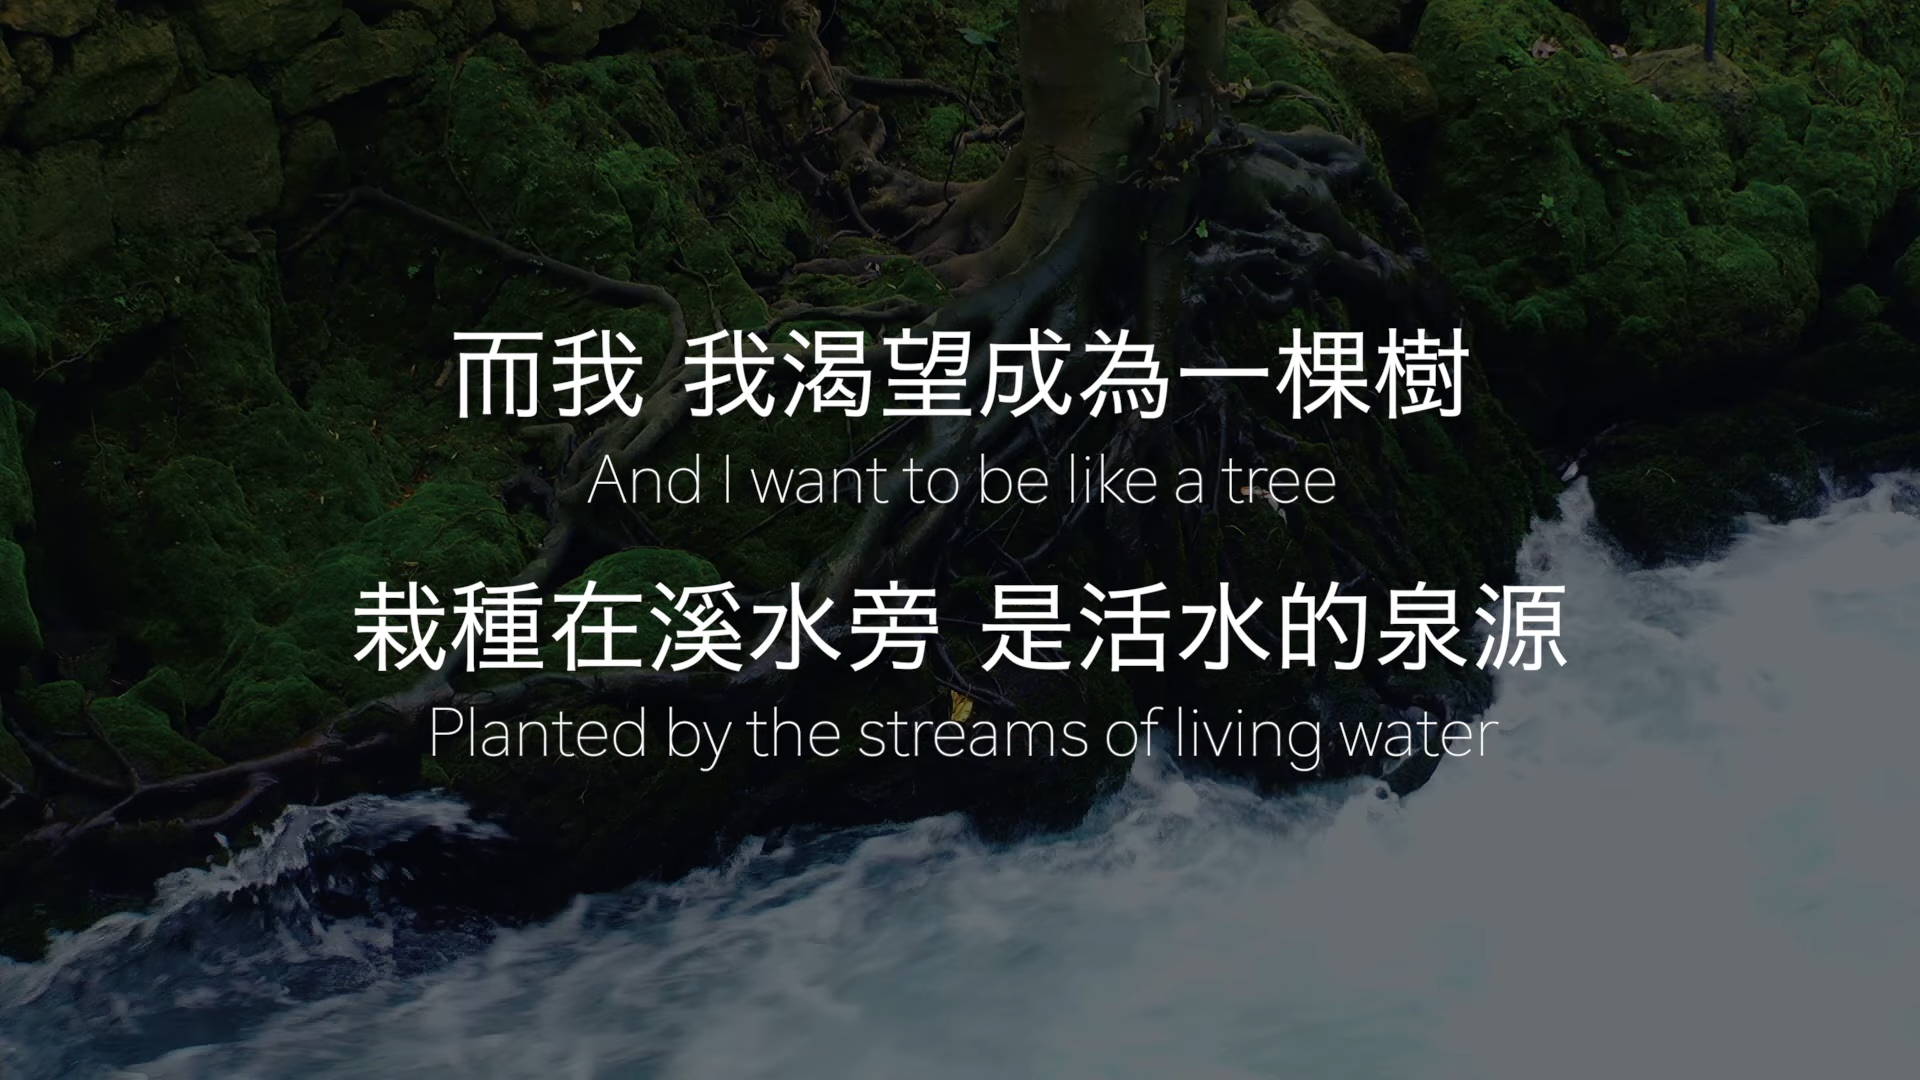 而我 我渴望成為一棵樹
And I want to be like a tree
栽種在溪水旁 是活水的泉源
Planted by the streams of living water